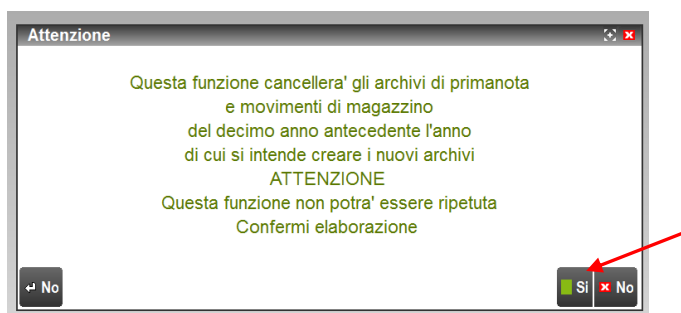 Attenzione
Questa funzione cancellera' gli archivi di primanota
e movimenti di magazzino
del decimo anno antecedente l'anno
di cui si intende creare i nuovi archivi
ATTENZIONE
Questa funzione non potra' essere ripetuta
Confermi elaborazione
No
Si
No